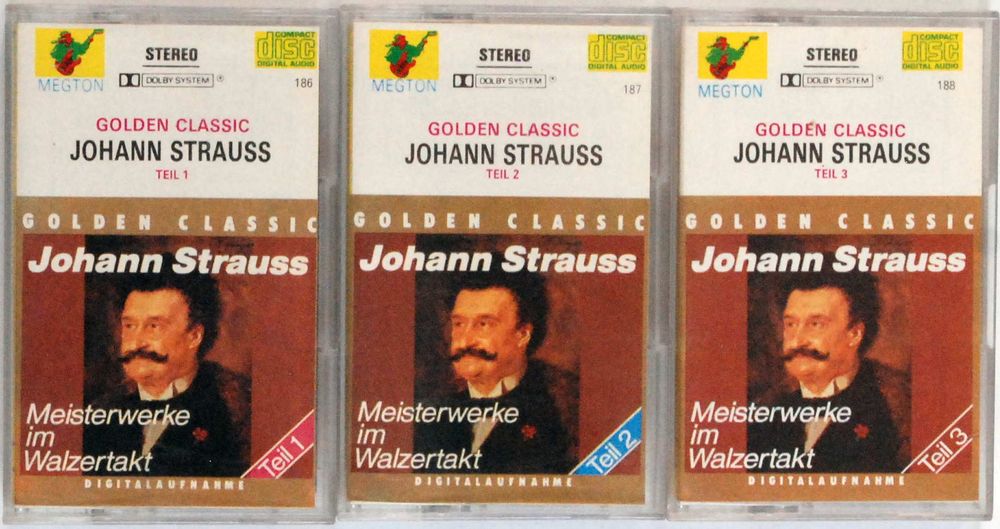 MEGTON
STEREO
DOLBY SYSTEM
COMPACT
disc
DIGITAL AUDIO
186
GOLDEN CLASSIC
JOHANN STRAUSS
TEIL 1
GOLDEN CLASSIC
Johann Strauss
Meisterwerke
im
Walzertakt
Teil 1
DIGITALAUFNAHME
MEGTON
STEREO
DOLBY SYSTEM
COMPACT
disc
DIGITAL AUDIO
187
GOLDEN CLASSIC
JOHANN STRAUSS
TEIL 2
GOLDEN CLASSIC
Johann Strauss
Meisterwerke
im
Walzertakt
Teil 2
DIGITALAUFNAHME
MEGTON
STEREO
DOLBY SYSTEM
COMPACT
disc
DIGITAL AUDIO
188
GOLDEN CLASSIC
JOHANN STRAUSS
TEIL 3
GOLDEN CLASSIC
Johann Strauss
Meisterwerke
im
Walzertakt
Teil 3
DIGITALAUFNAHME